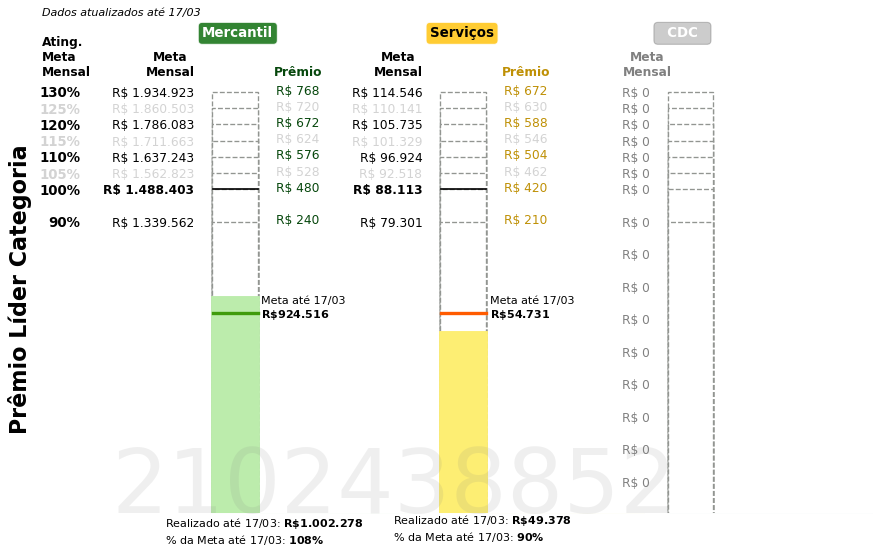 Dados atualizados até 17/03
Mercantil Serviços CDC
Ating.
Meta Meta Meta Meta
Mensal Mensal Prêmio Mensal Prêmio Mensal
130% R$ 1.934.923 R$ 768 R$ 114.546 R$ 672 R$ 0
125% R$ 1.860.503 R$ 720 R$ 110.141 R$ 630 R$ 0
120% R$ 1.786.083 R$ 672 R$ 105.735 R$ 588 R$ 0
115% R$ 1.711.663 R$ 624 R$ 101.329 R$ 546 R$ 0
110% R$ 1.637.243 R$ 576 R$ 96.924 R$ 504 R$ 0
105% R$ 1.562.823 R$ 528 R$ 92.518 R$ 462 R$ 0
100% R$ 1.488.403 R$ 480 R$ 88.113 R$ 420 R$ 0
90% R$ 1.339.562 R$ 240 R$ 79.301 R$ 210 R$ 0
R$ 0
R$ 0
Meta até 17/03 Meta até 17/03
R$924.516 R$54.731 R$ 0
R$ 0
R$ 0
R$ 0
R$ 0
R$ 0
Prêmio Líder Categoria
2102438852
Realizado até 17/03: R$1.002.278 Realizado até 17/03: R$49.378
% da Meta até 17/03: 108% % da Meta até 17/03: 90%